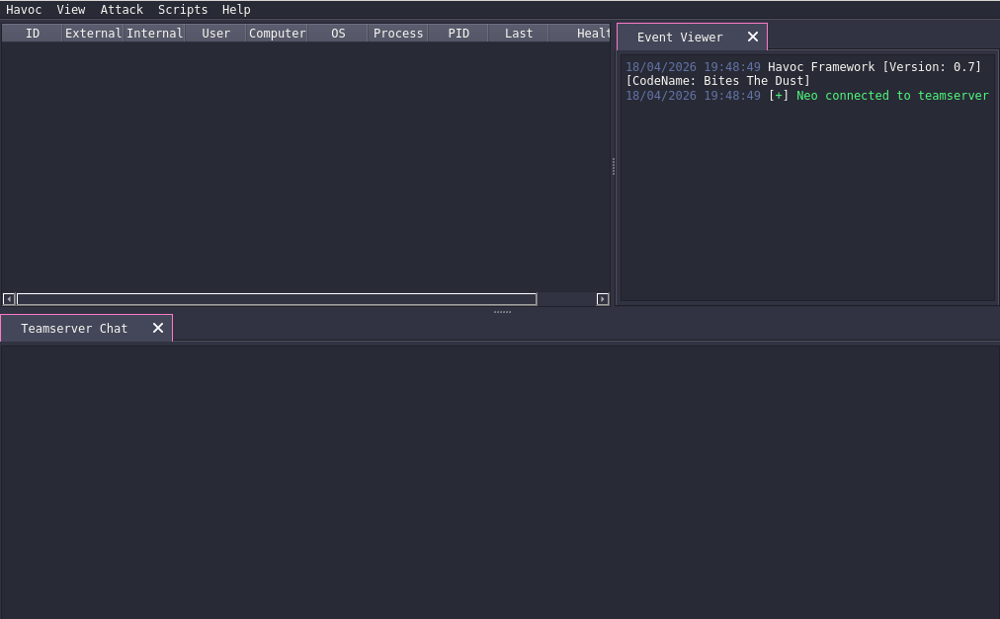 Havoc View Attack Scripts Help
ID External Internal User Computer OS Process PID Last Healt
Event Viewer
18/04/2026 19:48:49 Havoc Framework [Version: 0.7]
[CodeName: Bites The Dust]
18/04/2026 19:48:49 [+] Neo connected to teamserver
Teamserver Chat